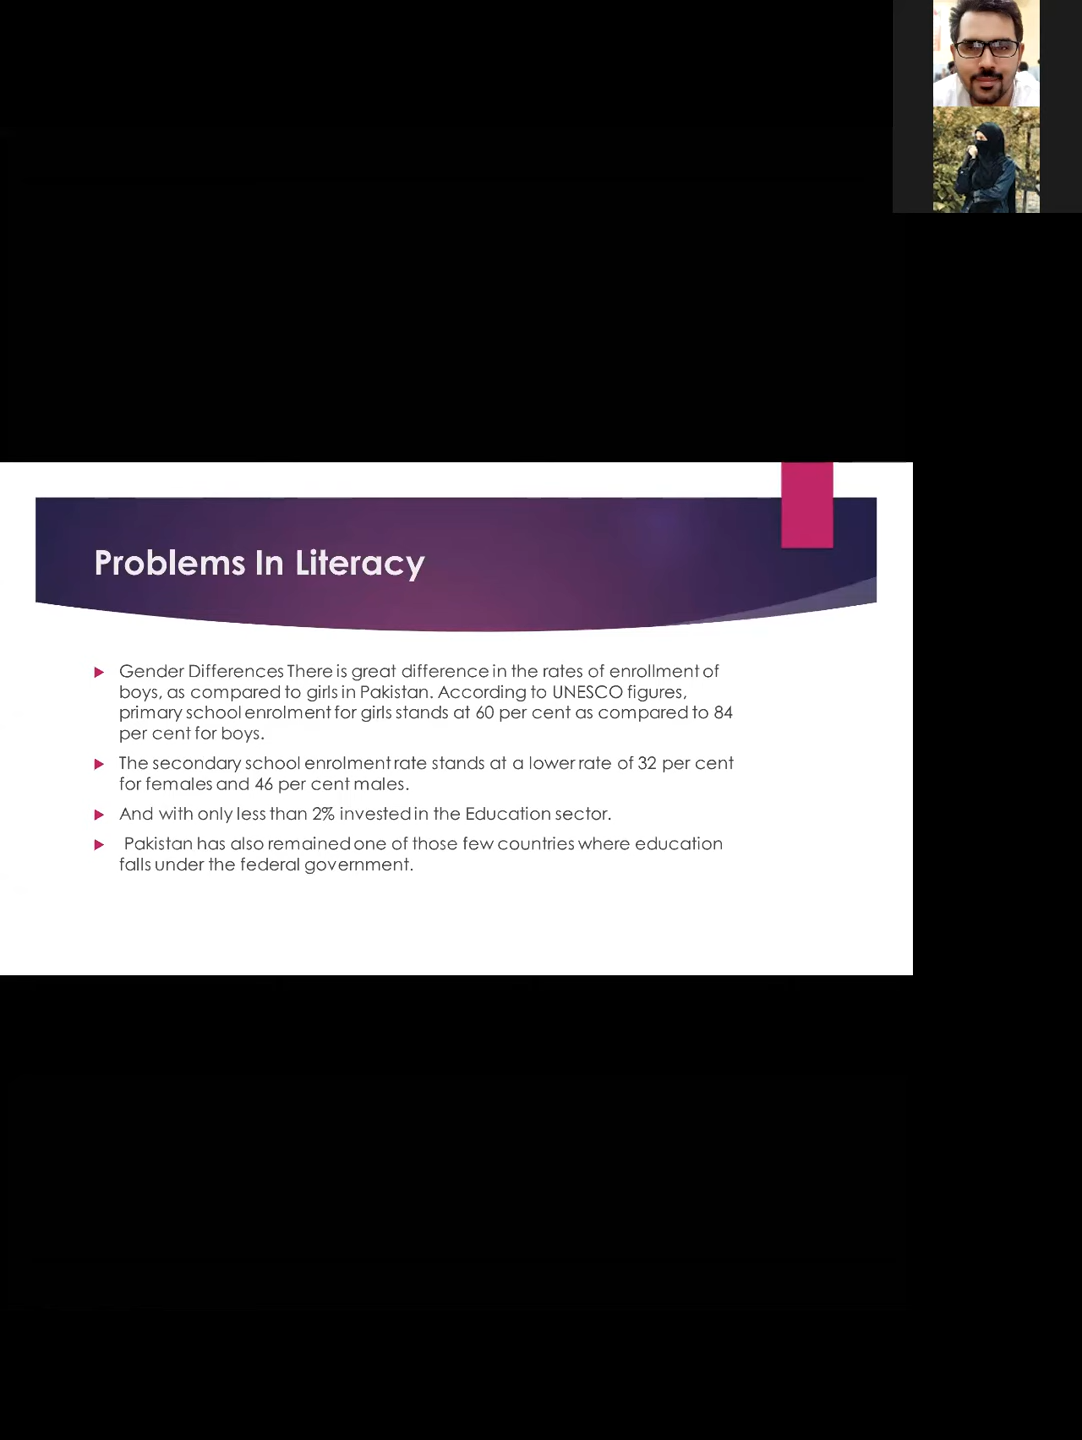 Problems In Literacy
Gender Differences There is great difference in the rates of enrollment of
boys, as compared to girls in Pakistan. According to UNESCO figures,
primary school enrolment for girls stands at 60 per cent as compared to 84
per cent for boys.
The secondary school enrolment rate stands at a lower rate of 32 per cent
for females and 46 per cent males.
And with only less than 2% invested in the Education sector.
Pakistan has also remained one of those few countries where education
falls under the federal government.